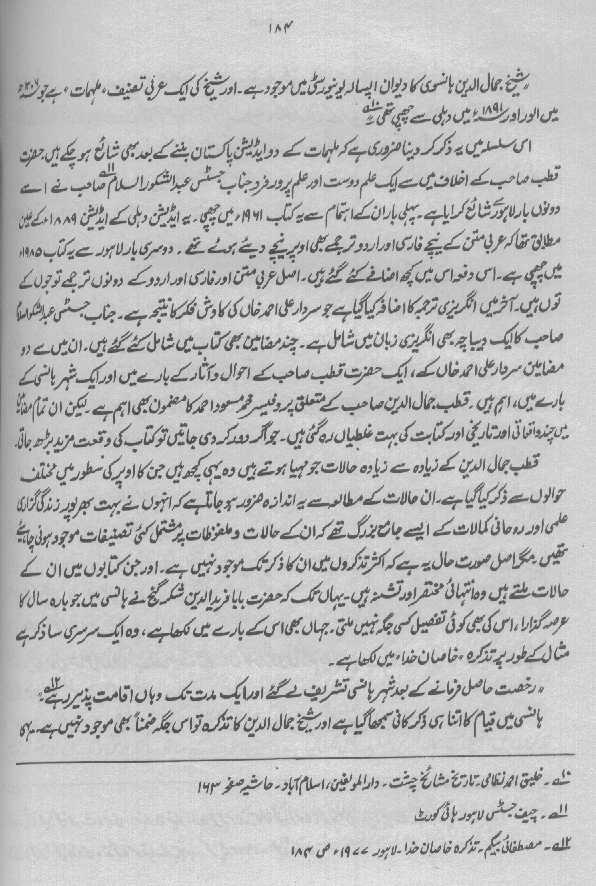 ۱۸۴
"شیخ جمال الدین ہانسوی کا دیوان اپسالہ یونیورسٹی میں موجود ہے۔ اور شیخ کی ایک عربی تصنیف "ملہمات" ہے جو ۱۳۰۶ھ
میں الور اور ۱۸۹۱ء میں دہلی سے چھپی تھی۔" ۱۰
اس سلسلہ میں یہ ذکر کر دینا ضروری ہے کہ ملہمات کے دو ایڈیشن پاکستان بننے کے بعد بھی شائع ہو چکے ہیں حضرت
قطب صاحب کے اخلاف میں سے ایک علم دوست اور علم پرور فرد جناب جسٹس عبدالشکور السلام ۱۱ صاحب نے اسے
دونوں بار لاہور سے شائع کرایا ہے۔ پہلی بار ان کے اہتمام سے یہ کتاب ۱۹۶۱ء میں چھپی۔ یہ ایڈیشن دہلی کے ایڈیشن ۱۸۸۹ء کے عین
مطابق تھا کہ عربی متن کے نیچے فارسی اور اردو ترجمے بھی اوپر نیچے دیئے ہوئے تھے۔ دوسری بار لاہور سے یہ کتاب ۱۹۸۵ء
میں چھپی ہے۔ اس دفعہ اس میں کچھ اضافے کئے گئے ہیں۔ اصل عربی متن اور فارسی اور اردو کے دونوں ترجمے تو جوں کے
توں ہیں۔ آخر میں انگریزی ترجمہ کا اضافہ کیا گیا ہے جو سردار علی احمد خاں کی کاوش فکر کا نتیجہ ہے۔ جناب جسٹس عبدالشکور السلام
صاحب کا ایک دیباچہ بھی انگریزی زبان میں شامل ہے۔ چند مضامین بھی کتاب میں شامل کئے گئے ہیں۔ ان میں سے دو
مضامین سردار علی احمد خاں کے، ایک حضرت قطب صاحب کے احوال و آثار کے بارے میں اور ایک شہر ہانسی کے
بارے میں، اہم ہیں۔ قطب جمال الدین صاحب کے متعلق پروفیسر محمد مسعود احمد کا مضمون بھی اہم ہے۔ لیکن ان تمام مضامین
میں چند واقعاتی اور تاریخی اور کتابت کی بہت غلطیاں رہ گئی ہیں۔ جو اگر دور کر دی جاتیں تو کتاب کی وقعت مزید بڑھ جاتی۔
قطب جمال الدین کے زیادہ سے زیادہ حالات جو مہیا ہوتے ہیں وہ یہی کچھ ہیں جن کا اوپر کی سطور میں مختلف
حوالوں سے ذکر کیا گیا ہے۔ ان حالات کے مطالعہ سے یہ اندازہ ضرور ہو جاتا ہے کہ انہوں نے بہت بھرپور زندگی گزاری
علمی اور روحانی کمالات کے ایسے جامع بزرگ تھے کہ ان کے حالات و ملفوظات پر مشتمل کئی تصنیفات موجود ہونی چاہیئے
تھیں۔ مگر اصل صورت حال یہ ہے کہ اکثر تذکروں میں ان کا ذکر تک موجود نہیں ہے۔ اور جن کتابوں میں ان کے
حالات ملتے ہیں وہ انتہائی مختصر اور تشنہ ہیں۔ یہاں تک کہ حضرت بابا فرید الدین شکر گنج نے ہانسی میں جو بارہ سال کا
عرصہ گذارا، اس کی بھی کوئی تفصیل کسی جگہ نہیں ملتی۔ جہاں بھی اس کے بارے میں لکھا ہے، وہ ایک سرسری سا ذکر ہے
مثال کے طور پر تذکرہ "خاصان خدا" میں لکھا ہے۔
"رخصت حاصل فرمانے کے بعد شہر ہانسی تشریف لے گئے اور ایک مدت تک وہاں اقامت پذیر رہے۔" ۱۲
ہانسی میں قیام کا اتنا ہی ذکر کافی سمجھا گیا ہے اور شیخ جمال الدین کا تذکرہ تو اس جگہ ضمناً بھی موجود نہیں ہے۔ یہی
۱۰۔ خلیق احمد نظامی۔ تاریخ مشائخ چشت۔ دارالمؤلفین، اسلام آباد۔ حاشیہ صفحہ ۱۶۳
۱۱۔ چیف جسٹس لاہور ہائی کورٹ
۱۲۔ مصطفائی بیگم۔ تذکرہ خاصان خدا۔ لاہور ۱۹۷۷ء ص ۱۸۴